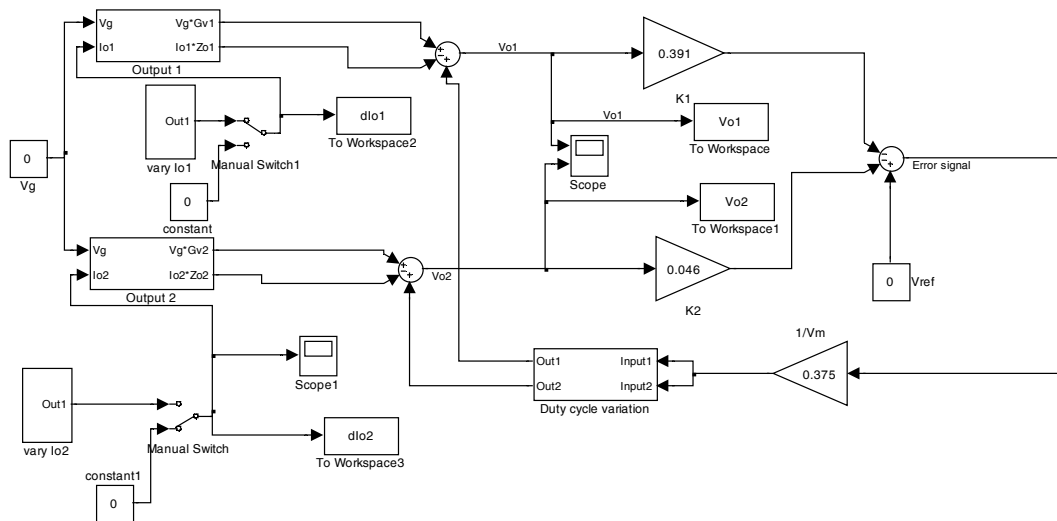 Vg
Vg*Gv1
Io1
Io1*Zo1
Output 1
Vo1
0.391
K1
Out1
vary Io1
Manual Switch1
dIo1
To Workspace2
Vo1
Vo1
To Workspace
Scope
0
Vg
0
constant
Error signal
Vo2
To Workspace1
Vg
Vg*Gv2
Io2
Io2*Zo2
Output 2
Vo2
0.046
K2
0
Vref
1/Vm
Scope1
Out1
Input1
Out2
Input2
Duty cycle variation
0.375
Out1
vary Io2
Manual Switch
dIo2
To Workspace3
constant1
0